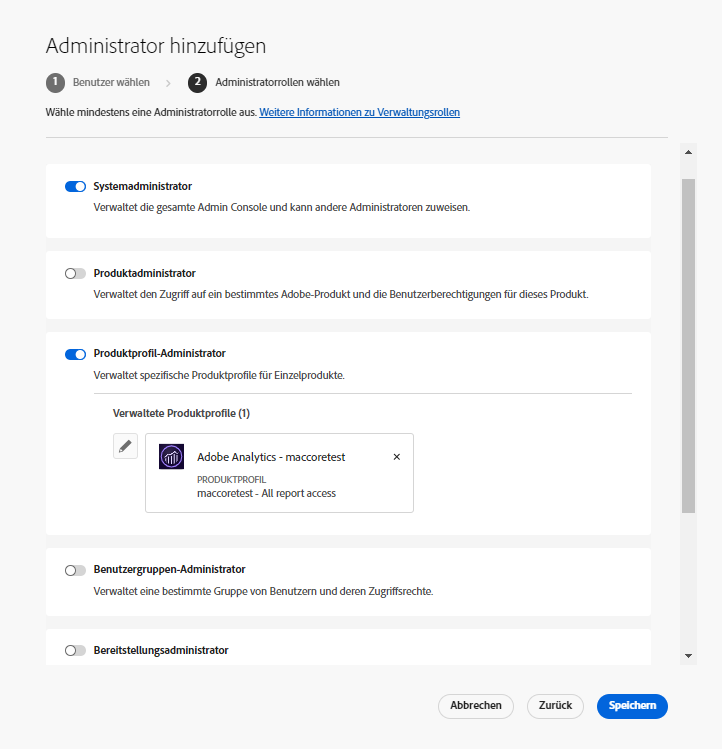 Administrator hinzufügen
1 Benutzer wählen > 2 Administratorrollen wählen
Wähle mindestens eine Administratorrolle aus. Weitere Informationen zu Verwaltungsrollen
Systemadministrator
Verwaltet die gesamte Admin Console und kann andere Administratoren zuweisen.
Produktadministrator
Verwaltet den Zugriff auf ein bestimmtes Adobe-Produkt und die Benutzerberechtigungen für dieses Produkt.
Produktprofil-Administrator
Verwaltet spezifische Produktprofile für Einzelprodukte.
Verwaltete Produktprofile (1)
Adobe Analytics - maccoretest
PRODUKTPROFIL
maccoretest - All report access
Benutzergruppen-Administrator
Verwaltet eine bestimmte Gruppe von Benutzern und deren Zugriffsrechte.
Bereitstellungsadministrator
Abbrechen Zurück Speichern